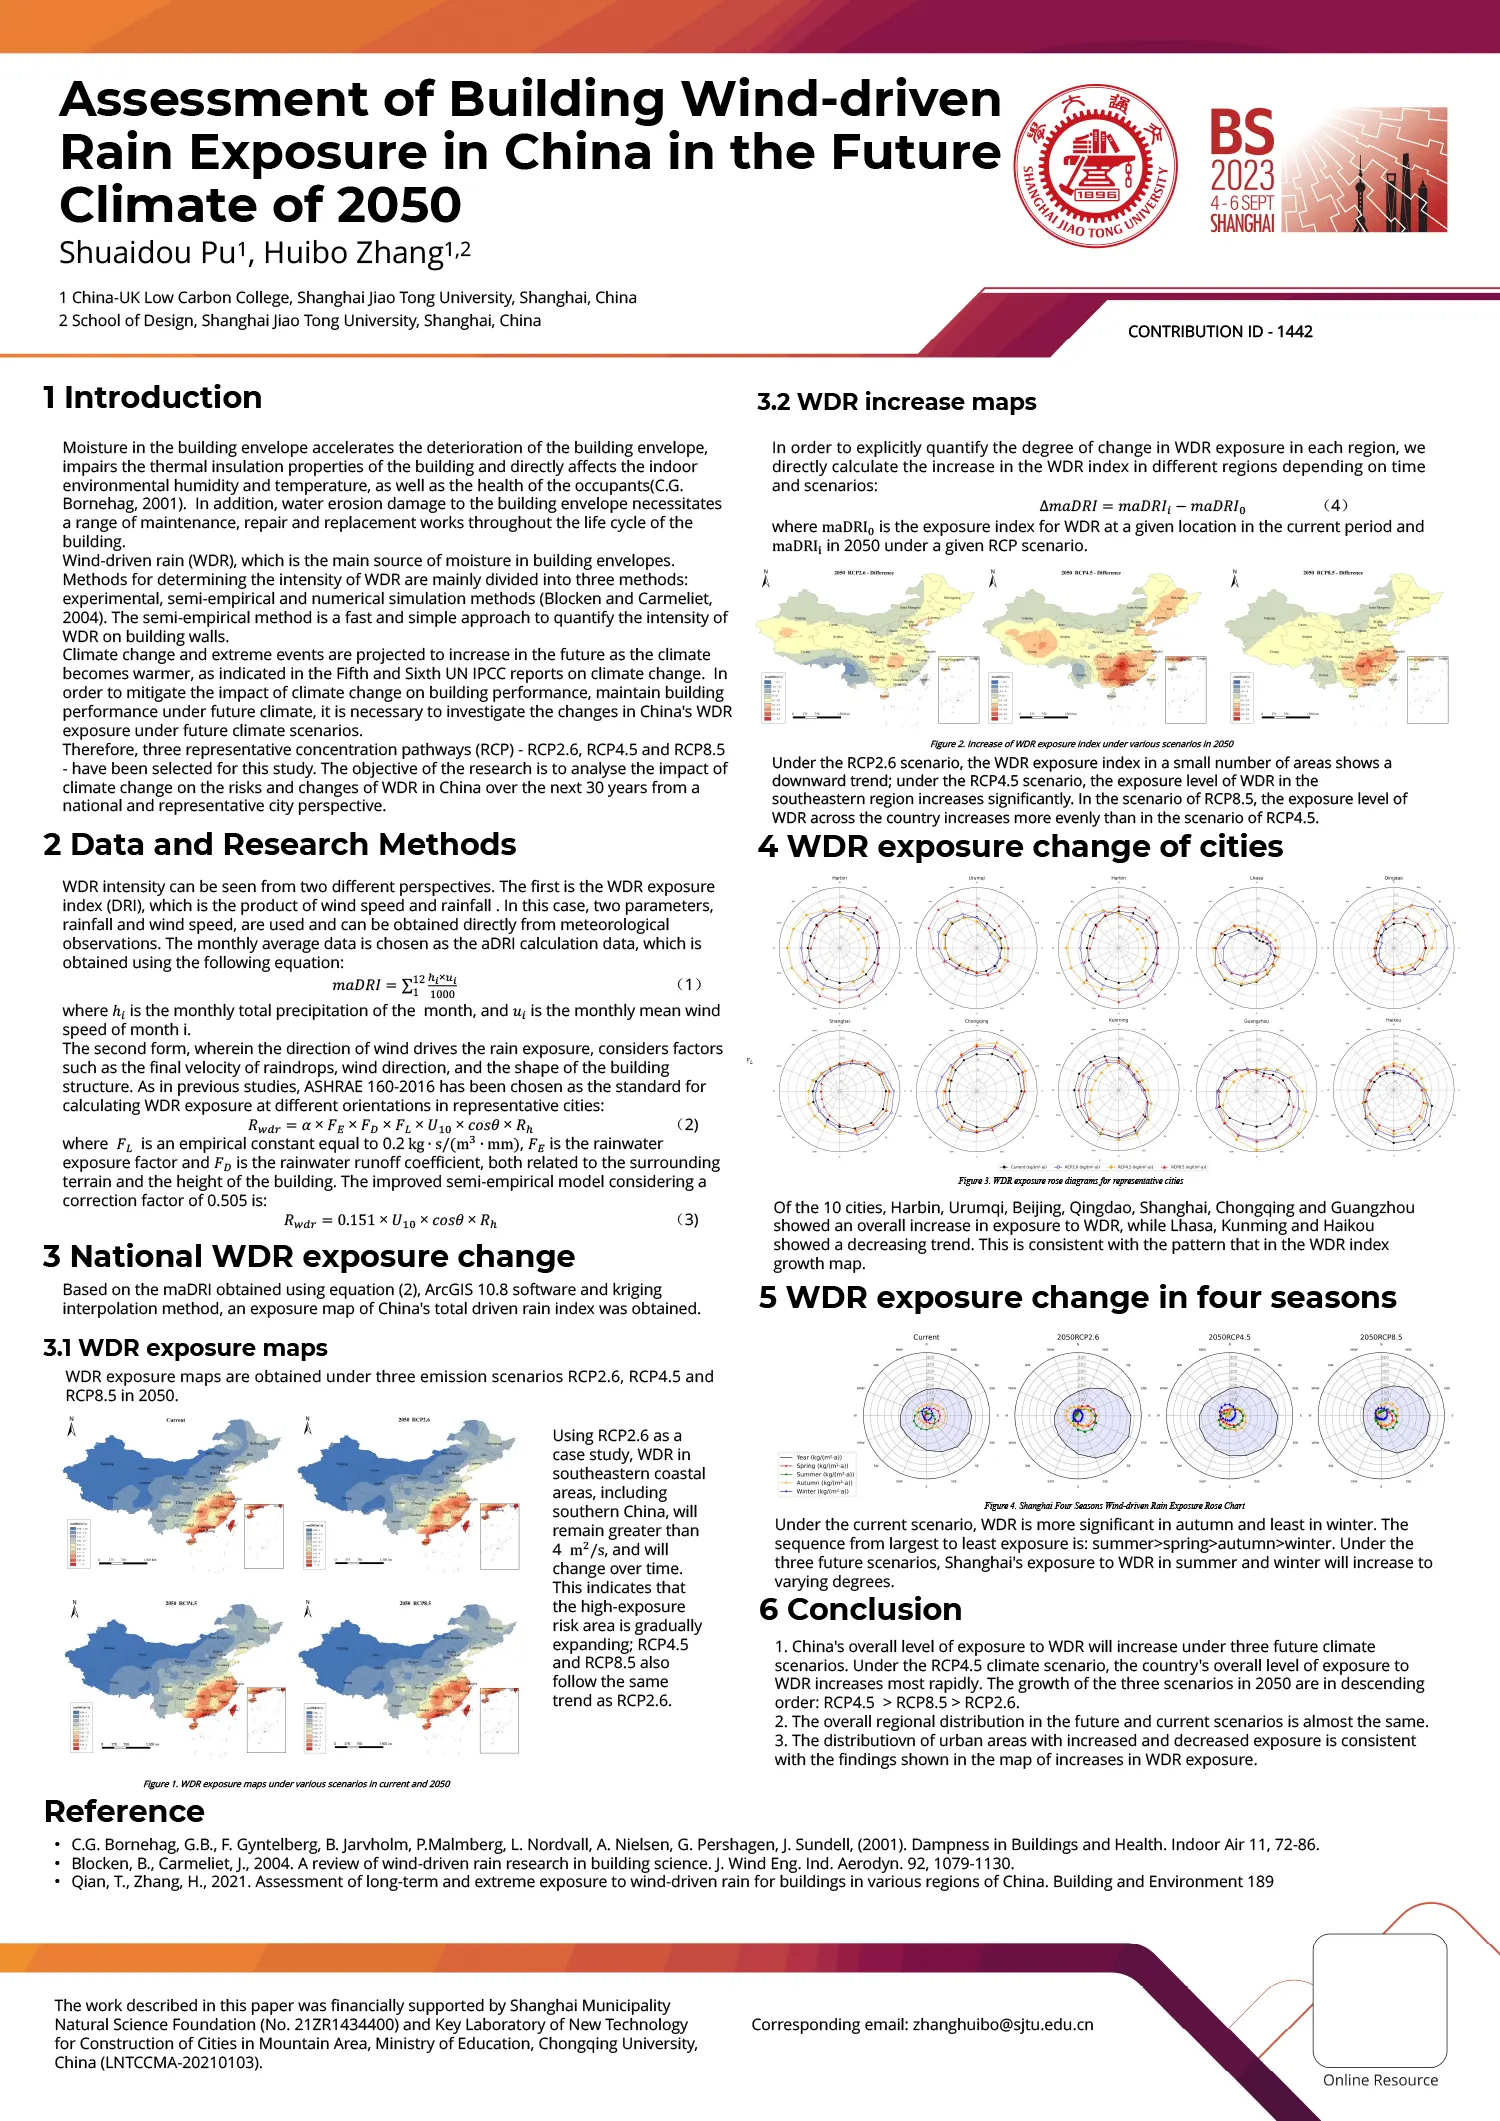 Assessment of Building Wind-driven
Rain Exposure in China in the Future
Climate of 2050
Shuaidou Pu1, Huibo Zhang1,2
1 China-UK Low Carbon College, Shanghai Jiao Tong University, Shanghai, China
2 School of Design, Shanghai Jiao Tong University, Shanghai, China
SHANGHAI JIAO TONG UNIVERSITY
1896
BS
2023
4 - 6 SEPT
SHANGHAI
CONTRIBUTION ID - 1442
1 Introduction
Moisture in the building envelope accelerates the deterioration of the building envelope,
impairs the thermal insulation properties of the building and directly affects the indoor
environmental humidity and temperature, as well as the health of the occupants(C.G.
Bornehag, 2001).  In addition, water erosion damage to the building envelope necessitates
a range of maintenance, repair and replacement works throughout the life cycle of the
building.
Wind-driven rain (WDR), which is the main source of moisture in building envelopes.
Methods for determining the intensity of WDR are mainly divided into three methods:
experimental, semi-empirical and numerical simulation methods (Blocken and Carmeliet,
2004). The semi-empirical method is a fast and simple approach to quantify the intensity of
WDR on building walls.
Climate change and extreme events are projected to increase in the future as the climate
becomes warmer, as indicated in the Fifth and Sixth UN IPCC reports on climate change.  In
order to mitigate the impact of climate change on building performance, maintain building
performance under future climate, it is necessary to investigate the changes in China's WDR
exposure under future climate scenarios.
Therefore, three representative concentration pathways (RCP) - RCP2.6, RCP4.5 and RCP8.5
- have been selected for this study. The objective of the research is to analyse the impact of
climate change on the risks and changes of WDR in China over the next 30 years from a
national and representative city perspective.
2 Data and Research Methods
WDR intensity can be seen from two different perspectives. The first is the WDR exposure
index (DRI), which is the product of wind speed and rainfall . In this case, two parameters,
rainfall and wind speed, are used and can be obtained directly from meteorological
observations. The monthly average data is chosen as the aDRI calculation data, which is
obtained using the following equation:
maDRI = ∑₁¹² hᵢ×uᵢ/1000 （1）
where hᵢ is the monthly total precipitation of the  month, and uᵢ is the monthly mean wind
speed of month i.
The second form, wherein the direction of wind drives the rain exposure, considers factors
such as the final velocity of raindrops, wind direction, and the shape of the building
structure. As in previous studies, ASHRAE 160-2016 has been chosen as the standard for
calculating WDR exposure at different orientations in representative cities:
R_wdr = α × F_E × F_D × F_L × U₁₀ × cosθ × R_h （2)
where  F_L  is an empirical constant equal to 0.2 kg · s/(m³ · mm), F_E is the rainwater
exposure factor and F_D is the rainwater runoff coefficient, both related to the surrounding
terrain and the height of the building. The improved semi-empirical model considering a
correction factor of 0.505 is:
R_wdr = 0.151 × U₁₀ × cosθ × R_h （3)
3 National WDR exposure change
Based on the maDRI obtained using equation (2), ArcGIS 10.8 software and kriging
interpolation method, an exposure map of China's total driven rain index was obtained.
3.1 WDR exposure maps
WDR exposure maps are obtained under three emission scenarios RCP2.6, RCP4.5 and
RCP8.5 in 2050.
Current
2050 RCP2.6
2050 RCP4.5
2050 RCP8.5
Using RCP2.6 as a
case study, WDR in
southeastern coastal
areas, including
southern China, will
remain greater than
4  m²/s, and will
change over time.
This indicates that
the high-exposure
risk area is gradually
expanding; RCP4.5
and RCP8.5 also
follow the same
trend as RCP2.6.
Figure 1. WDR exposure maps under various scenarios in current and 2050
3.2 WDR increase maps
In order to explicitly quantify the degree of change in WDR exposure in each region, we
directly calculate the increase in the WDR index in different regions depending on time
and scenarios:
ΔmaDRI = maDRIᵢ − maDRI₀ （4）
where maDRI₀ is the exposure index for WDR at a given location in the current period and
maDRIᵢ in 2050 under a given RCP scenario.
2050 RCP2.6 - Difference
2050 RCP4.5 - Difference
2050 RCP8.5 - Difference
Figure 2. Increase of WDR exposure index under various scenarios in 2050
Under the RCP2.6 scenario, the WDR exposure index in a small number of areas shows a
downward trend; under the RCP4.5 scenario, the exposure level of WDR in the
southeastern region increases significantly. In the scenario of RCP8.5, the exposure level of
WDR across the country increases more evenly than in the scenario of RCP4.5.
4 WDR exposure change of cities
Harbin
Urumqi
Harbin
Lhasa
Qingdao
Shanghai
Chongqing
Kunming
Guangzhou
Haikou
Current (kg/(m²·a)) RCP2.6 (kg/(m²·a)) RCP4.5 (kg/(m²·a)) RCP8.5 (kg/(m²·a))
Figure 3. WDR exposure rose diagrams for representative cities
Of the 10 cities, Harbin, Urumqi, Beijing, Qingdao, Shanghai, Chongqing and Guangzhou
showed an overall increase in exposure to WDR, while Lhasa, Kunming and Haikou
showed a decreasing trend. This is consistent with the pattern that in the WDR index
growth map.
5 WDR exposure change in four seasons
Current
2050RCP2.6
2050RCP4.5
2050RCP8.5
Year (kg/(m²·a))
Spring (kg/(m²·a))
Summer (kg/(m²·a))
Autumn (kg/(m²·a))
Winter (kg/(m²·a))
Figure 4. Shanghai Four Seasons Wind-driven Rain Exposure Rose Chart
Under the current scenario, WDR is more significant in autumn and least in winter. The
sequence from largest to least exposure is: summer>spring>autumn>winter. Under the
three future scenarios, Shanghai's exposure to WDR in summer and winter will increase to
varying degrees.
6 Conclusion
1. China's overall level of exposure to WDR will increase under three future climate
scenarios. Under the RCP4.5 climate scenario, the country's overall level of exposure to
WDR increases most rapidly. The growth of the three scenarios in 2050 are in descending
order: RCP4.5  > RCP8.5 > RCP2.6.
2. The overall regional distribution in the future and current scenarios is almost the same.
3. The distributiovn of urban areas with increased and decreased exposure is consistent
with the findings shown in the map of increases in WDR exposure.
Reference
• C.G. Bornehag, G.B., F. Gyntelberg, B. Jarvholm, P.Malmberg, L. Nordvall, A. Nielsen, G. Pershagen, J. Sundell, (2001). Dampness in Buildings and Health. Indoor Air 11, 72-86.
• Blocken, B., Carmeliet, J., 2004. A review of wind-driven rain research in building science. J. Wind Eng. Ind. Aerodyn. 92, 1079-1130.
• Qian, T., Zhang, H., 2021. Assessment of long-term and extreme exposure to wind-driven rain for buildings in various regions of China. Building and Environment 189
The work described in this paper was financially supported by Shanghai Municipality
Natural Science Foundation (No. 21ZR1434400) and Key Laboratory of New Technology
for Construction of Cities in Mountain Area, Ministry of Education, Chongqing University,
China (LNTCCMA-20210103).
Corresponding email: zhanghuibo@sjtu.edu.cn
Online Resource